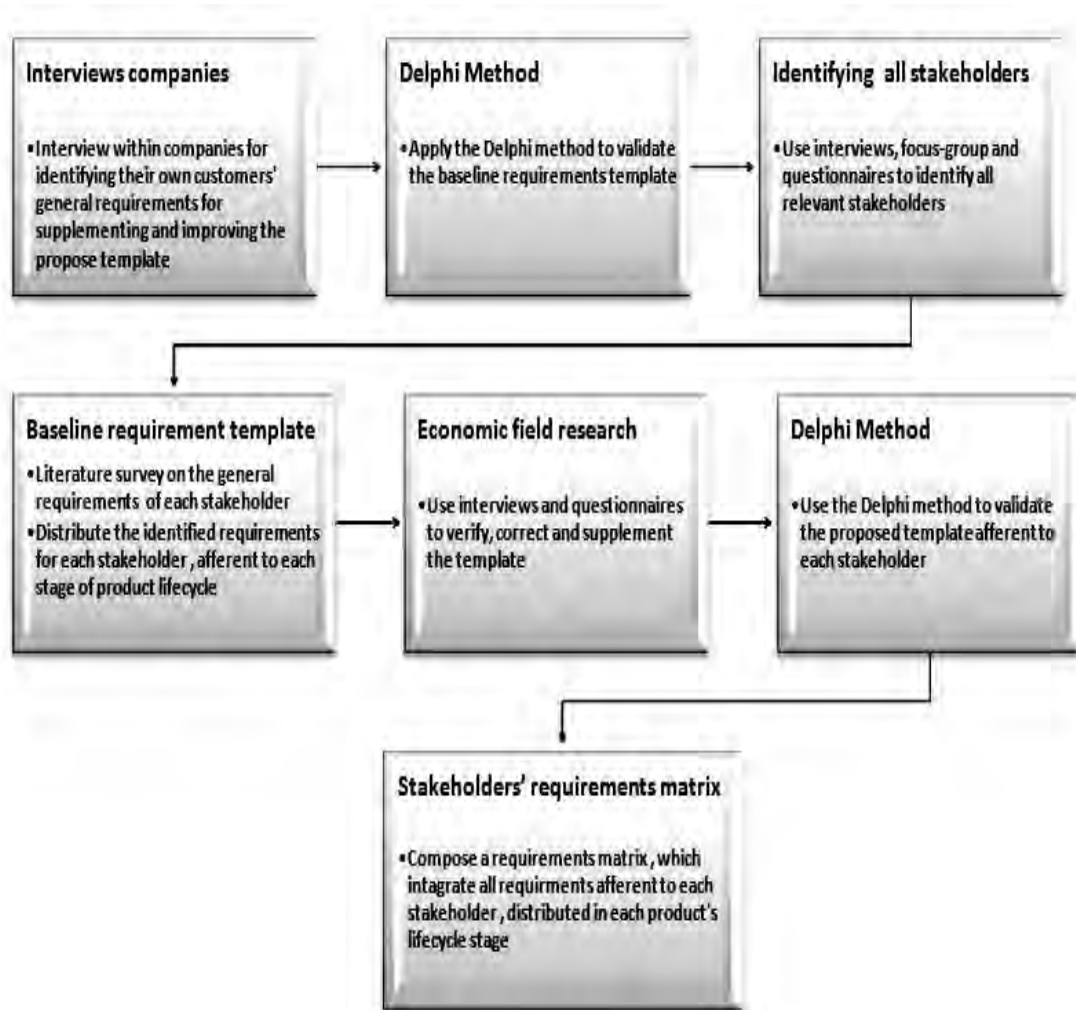 Interviews companies
•Interview within companies for
identifying their own customers'
general requirements for
supplementing and improving the
propose template
Delphi Method
•Apply the Delphi method to validate
the baseline requirements template
Identifying all stakeholders
•Use interviews, focus-group and
questionnaires to identify all
relevant stakeholders
Baseline requirement template
•Literature survey on the general
requirements of each stakeholder
•Distribute the identified requirements
for each stakeholder , afferent to each
stage of product lifecycle
Economic field research
•Use interviews and questionnaires
to verify, correct and supplement
the template
Delphi Method
•Use the Delphi method to validate
the proposed template afferent to
each stakeholder
Stakeholders' requirements matrix
•Compose a requirements matrix , which
intagrate all requirments afferent to each
stakeholder , distributed in each product's
lifecycle stage